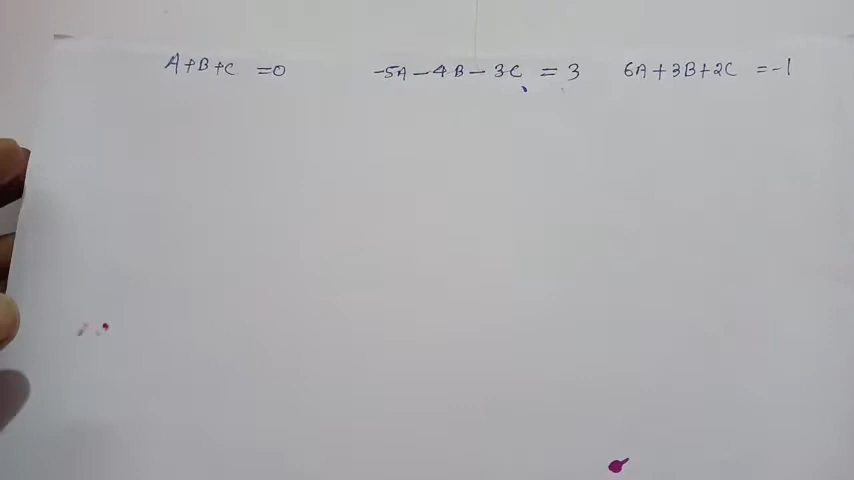 A+B+C = 0 -5A - 4B - 3C = 3 6A + 3B + 2C = -1